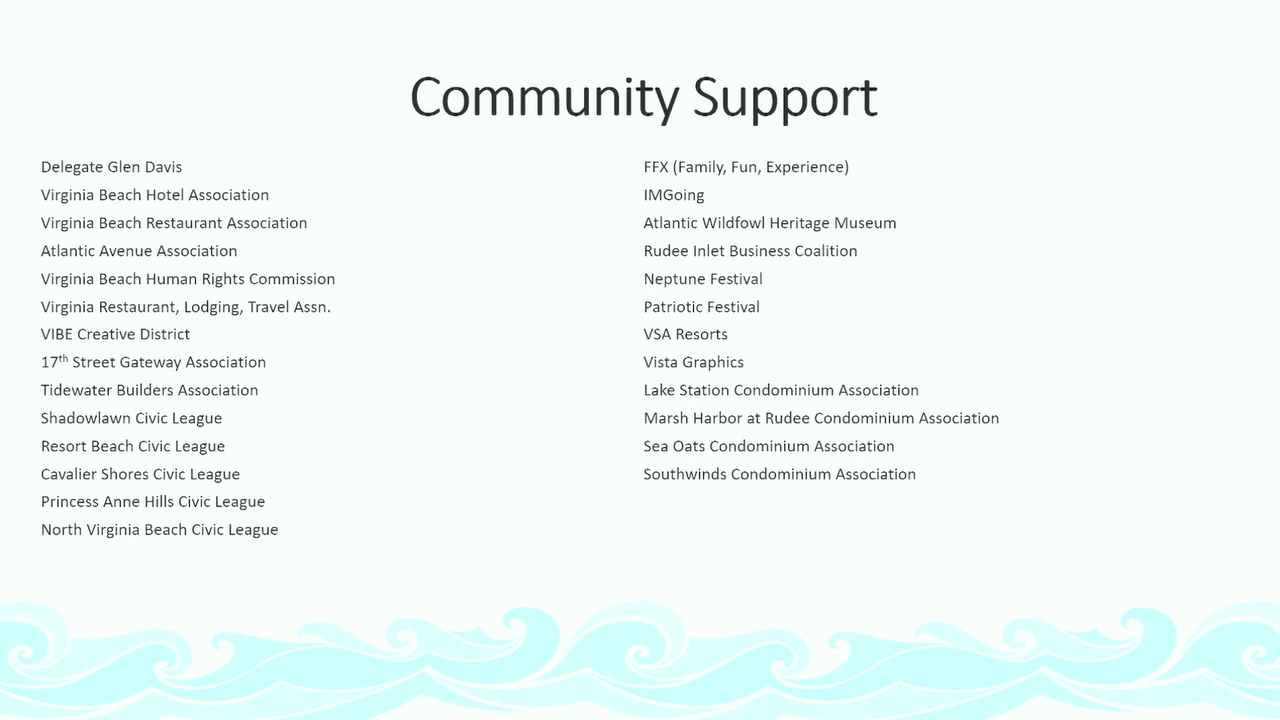 Community Support
Delegate Glen Davis
Virginia Beach Hotel Association
Virginia Beach Restaurant Association
Atlantic Avenue Association
Virginia Beach Human Rights Commission
Virginia Restaurant, Lodging, Travel Assn.
VIBE Creative District
17th Street Gateway Association
Tidewater Builders Association
Shadowlawn Civic League
Resort Beach Civic League
Cavalier Shores Civic League
Princess Anne Hills Civic League
North Virginia Beach Civic League
FFX (Family, Fun, Experience)
IMGoing
Atlantic Wildfowl Heritage Museum
Rudee Inlet Business Coalition
Neptune Festival
Patriotic Festival
VSA Resorts
Vista Graphics
Lake Station Condominium Association
Marsh Harbor at Rudee Condominium Association
Sea Oats Condominium Association
Southwinds Condominium Association